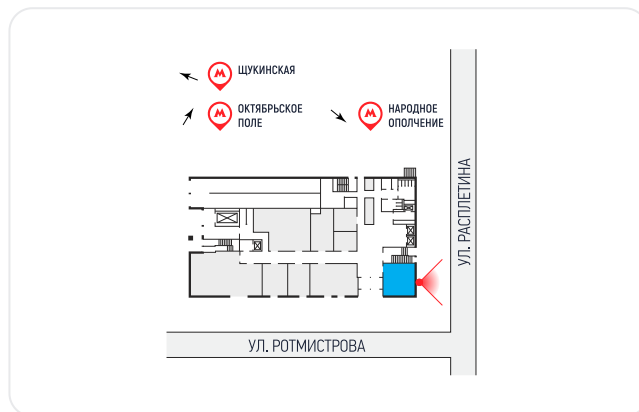 ЩУКИНСКАЯ
ОКТЯБРЬСКОЕ
ПОЛЕ
НАРОДНОЕ
ОПОЛЧЕНИЕ
УЛ. РАСПЛЕТИНА
УЛ. РОТМИСТРОВА